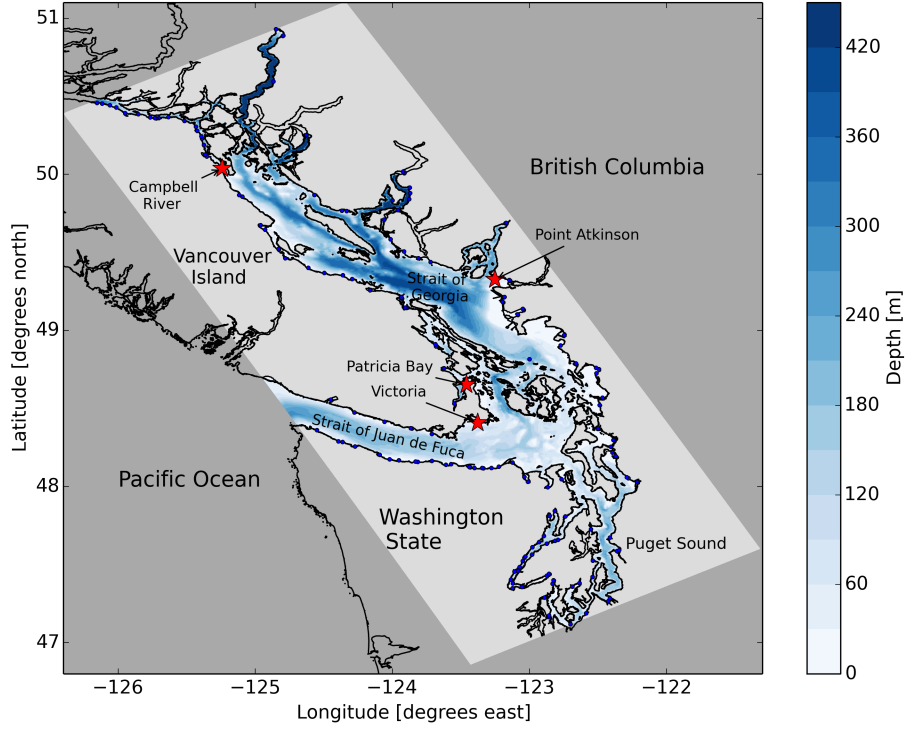 51
50
49
48
47
Latitude [degrees north]
British Columbia
Campbell
River
Point Atkinson
Vancouver
Island
Strait of
Georgia
Patricia Bay
Victoria
Strait of Juan de Fuca
Pacific Ocean
Washington
State
Puget Sound
−126
−125
−124
−123
−122
Longitude [degrees east]
420
360
300
240
180
120
60
0
Depth [m]